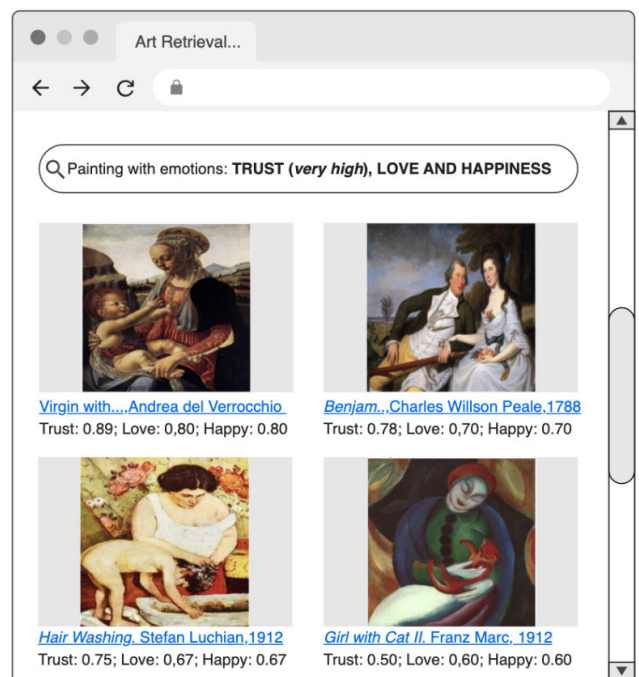 Art Retrieval...
Painting with emotions: TRUST (very high), LOVE AND HAPPINESS
Virgin with...,Andrea del Verrocchio
Trust: 0.89; Love: 0,80; Happy: 0.80
Benjam..,Charles Willson Peale,1788
Trust: 0.78; Love: 0,70; Happy: 0.70
Hair Washing. Stefan Luchian,1912
Trust: 0.75; Love: 0,67; Happy: 0.67
Girl with Cat II. Franz Marc, 1912
Trust: 0.50; Love: 0,60; Happy: 0.60